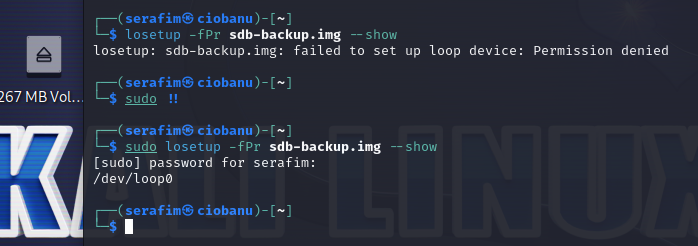 ┌──(serafim㉿ciobanu)-[~]
└─$ losetup -fPr sdb-backup.img --show
losetup: sdb-backup.img: failed to set up loop device: Permission denied
┌──(serafim㉿ciobanu)-[~]
└─$ sudo !!
┌──(serafim㉿ciobanu)-[~]
└─$ sudo losetup -fPr sdb-backup.img --show
[sudo] password for serafim:
/dev/loop0
┌──(serafim㉿ciobanu)-[~]
└─$
267 MB Vol...
KALI LINUX